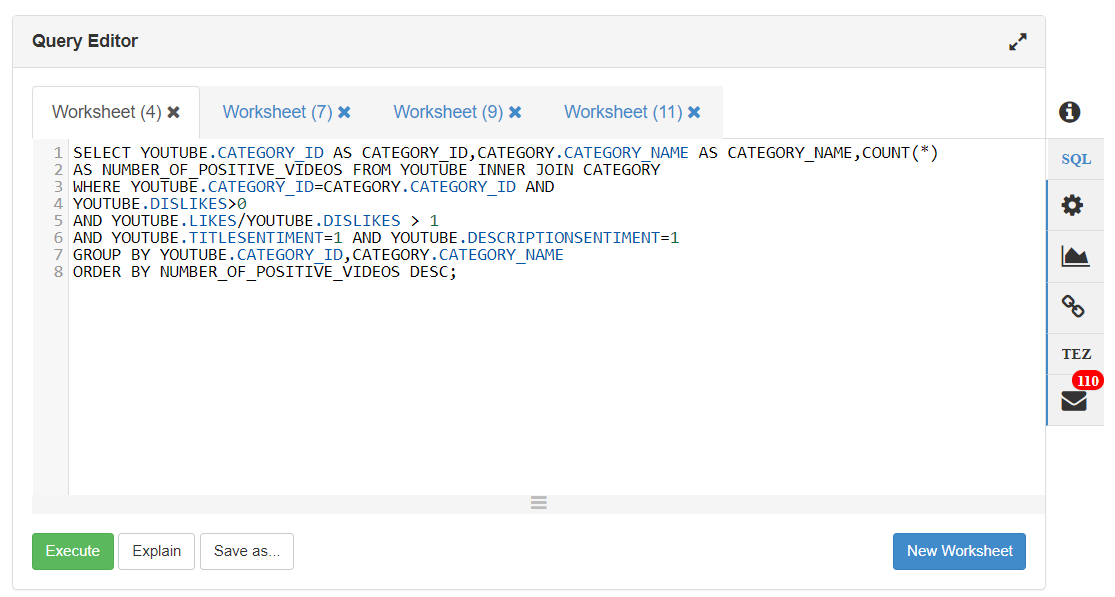 Query Editor
Worksheet (4) Worksheet (7) Worksheet (9) Worksheet (11)
1 SELECT YOUTUBE.CATEGORY_ID AS CATEGORY_ID,CATEGORY.CATEGORY_NAME AS CATEGORY_NAME,COUNT(*)
2 AS NUMBER_OF_POSITIVE_VIDEOS FROM YOUTUBE INNER JOIN CATEGORY
3 WHERE YOUTUBE.CATEGORY_ID=CATEGORY.CATEGORY_ID AND
4 YOUTUBE.DISLIKES>0
5 AND YOUTUBE.LIKES/YOUTUBE.DISLIKES > 1
6 AND YOUTUBE.TITLESENTIMENT=1 AND YOUTUBE.DESCRIPTIONSENTIMENT=1
7 GROUP BY YOUTUBE.CATEGORY_ID,CATEGORY.CATEGORY_NAME
8 ORDER BY NUMBER_OF_POSITIVE_VIDEOS DESC;
Execute Explain Save as... New Worksheet
SQL
TEZ
110